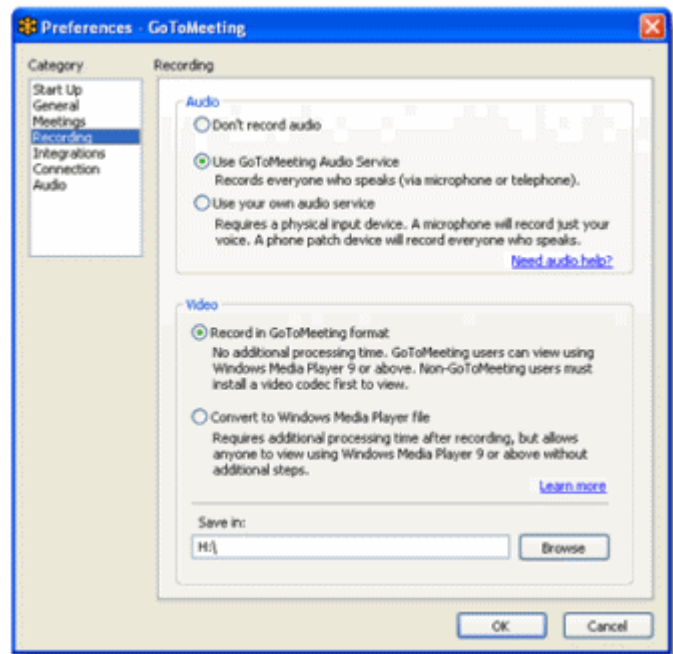 Preferences - GoToMeeting
Category
Recording
Start Up
General
Meetings
Recording
Integrations
Connection
Audio
Audio
Don't record audio
Use GoToMeeting Audio Service
Records everyone who speaks (via microphone or telephone).
Use your own audio service
Requires a physical input device. A microphone will record just your
voice. A phone patch device will record everyone who speaks.
Need audio help?
Video
Record in GoToMeeting format
No additional processing time. GoToMeeting users can view using
Windows Media Player 9 or above. Non-GoToMeeting users must
install a video codec first to view.
Convert to Windows Media Player file
Requires additional processing time after recording, but allows
anyone to view using Windows Media Player 9 or above without
additional steps.
Learn more
Save in:
H:\
Browse
OK
Cancel